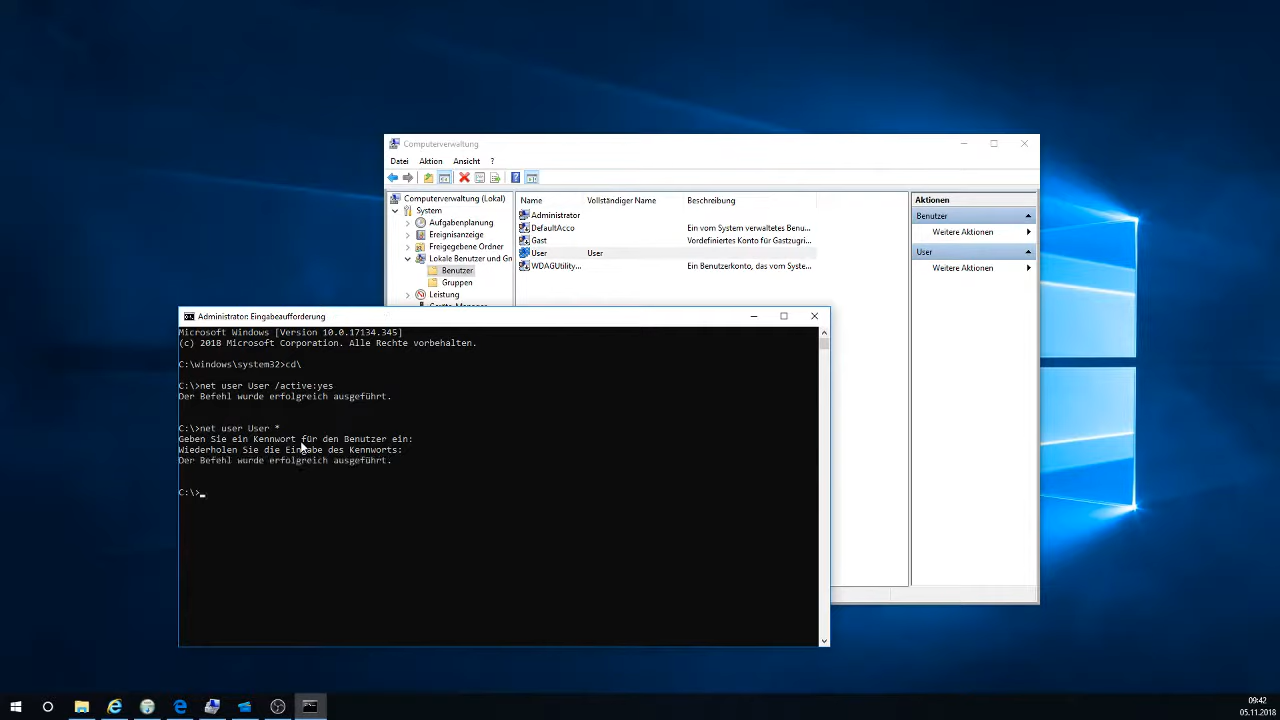 Computerverwaltung
Datei Aktion Ansicht ?
Computerverwaltung (Lokal)
System
Aufgabenplanung
Ereignisanzeige
Freigegebene Ordner
Lokale Benutzer und Gr
Benutzer
Gruppen
Leistung
Name Vollständiger Name Beschreibung
Administrator
DefaultAcco Ein vom System verwaltetes Benu...
Gast Vordefiniertes Konto für Gastzugri...
User User
WDAGUtility... Ein Benutzerkonto, das vom Syste...
Aktionen
Benutzer
Weitere Aktionen
User
Weitere Aktionen
Administrator: Eingabeaufforderung
Microsoft Windows [Version 10.0.17134.345]
(c) 2018 Microsoft Corporation. Alle Rechte vorbehalten.
C:\windows\system32>cd\
C:\>net user User /active:yes
Der Befehl wurde erfolgreich ausgeführt.
C:\>net user User *
Geben Sie ein Kennwort für den Benutzer ein:
Wiederholen Sie die Eingabe des Kennworts:
Der Befehl wurde erfolgreich ausgeführt.
C:\>_
09:42
05.11.2018